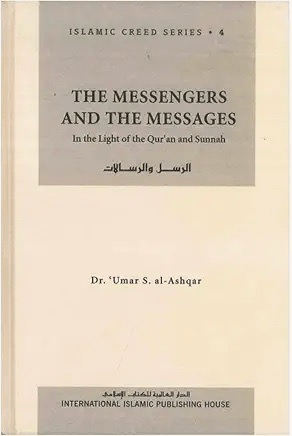 ISLAMIC CREED SERIES • 4
THE MESSENGERS
AND THE MESSAGES
In the Light of the Qur'an and Sunnah
الرسل والرسالات
Dr. ‘Umar S. al-Ashqar
الدار العالمية للكتاب الإسلامي
INTERNATIONAL ISLAMIC PUBLISHING HOUSE